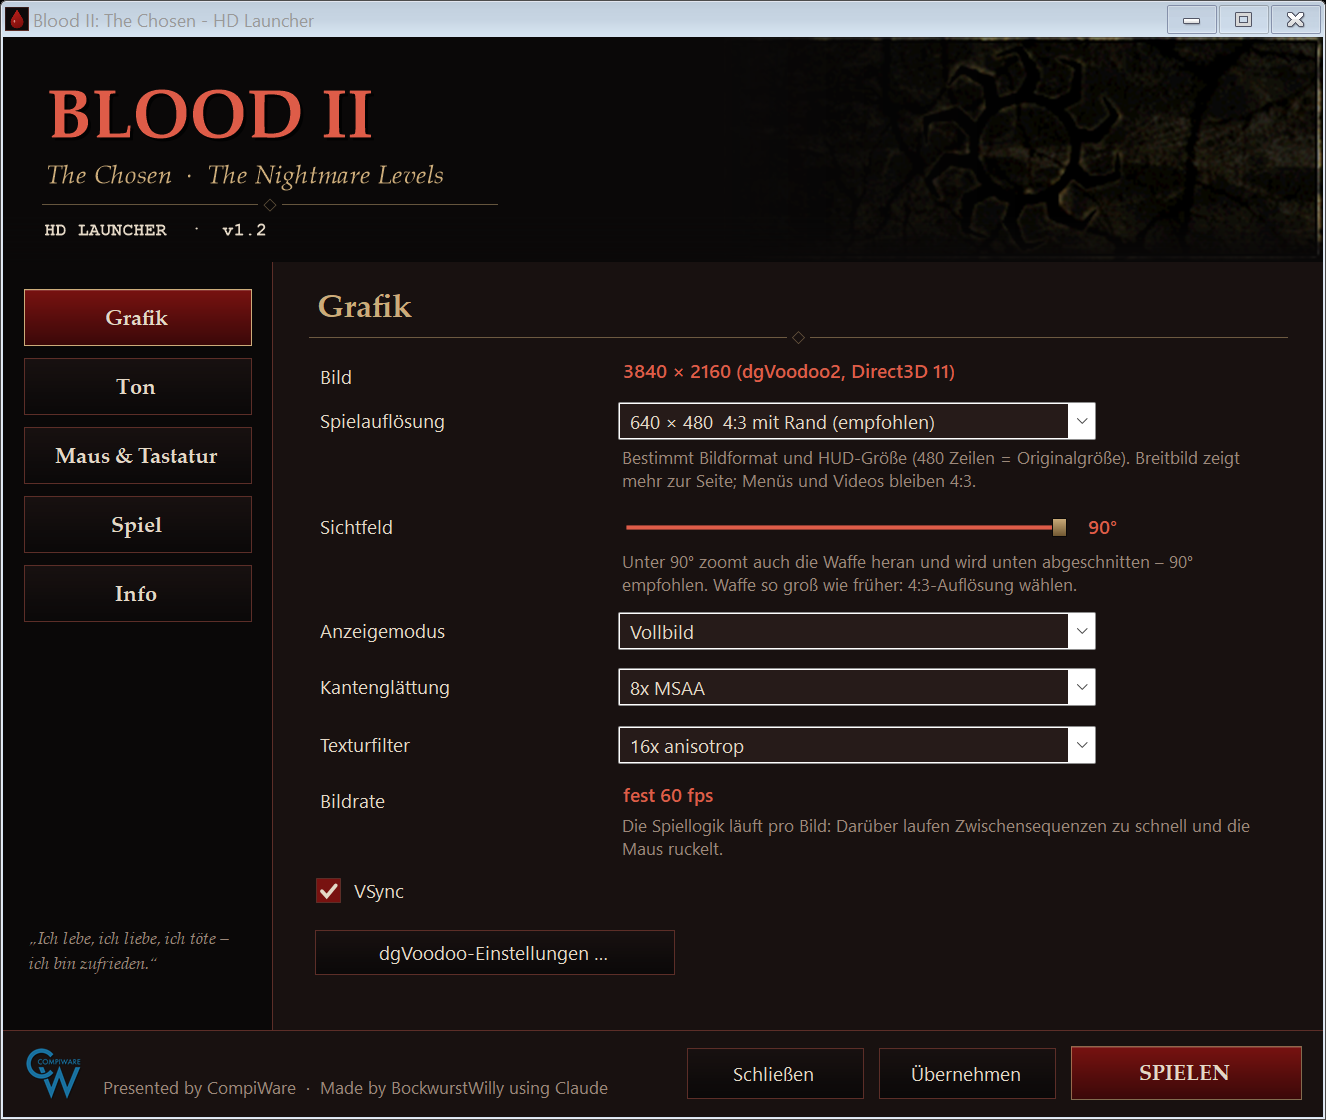 Blood II: The Chosen - HD Launcher
BLOOD II
The Chosen · The Nightmare Levels
HD LAUNCHER · v1.2
Grafik
Ton
Maus & Tastatur
Spiel
Info
„Ich lebe, ich liebe, ich töte –
ich bin zufrieden.“
Grafik
Bild
3840 × 2160 (dgVoodoo2, Direct3D 11)
Spielauflösung
640 × 480 4:3 mit Rand (empfohlen)
Bestimmt Bildformat und HUD-Größe (480 Zeilen = Originalgröße). Breitbild zeigt
mehr zur Seite; Menüs und Videos bleiben 4:3.
Sichtfeld
90°
Unter 90° zoomt auch die Waffe heran und wird unten abgeschnitten – 90°
empfohlen. Waffe so groß wie früher: 4:3-Auflösung wählen.
Anzeigemodus
Vollbild
Kantenglättung
8x MSAA
Texturfilter
16x anisotrop
Bildrate
fest 60 fps
Die Spiellogik läuft pro Bild: Darüber laufen Zwischensequenzen zu schnell und die
Maus ruckelt.
VSync
dgVoodoo-Einstellungen ...
COMPIWARE
CW
Presented by CompiWare · Made by BockwurstWilly using Claude
Schließen
Übernehmen
SPIELEN